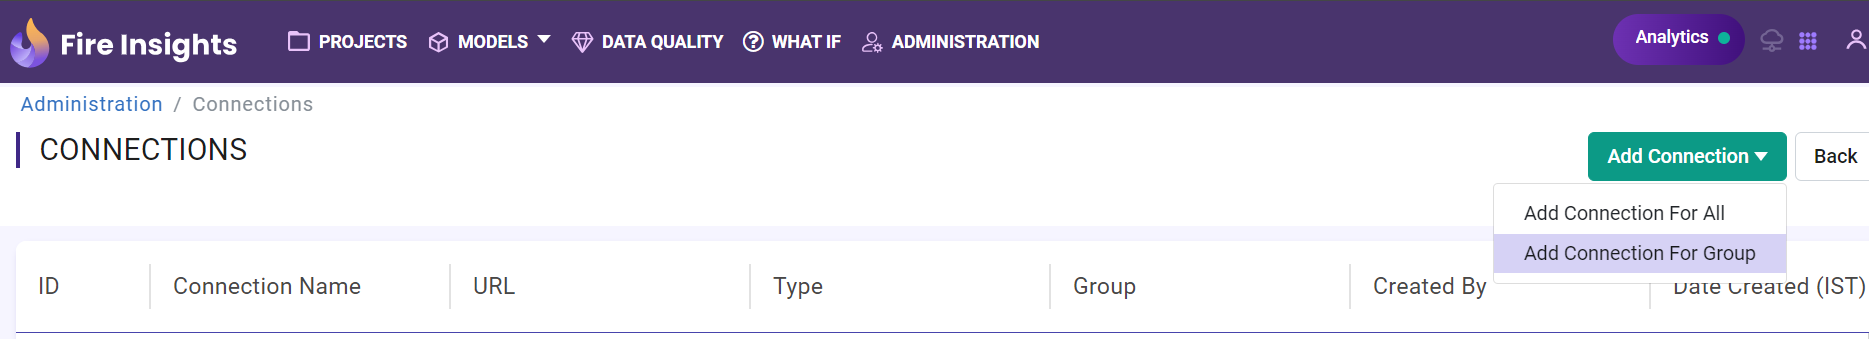 Fire Insights PROJECTS MODELS DATA QUALITY WHAT IF ADMINISTRATION Analytics
Administration / Connections
CONNECTIONS
Add Connection Back
Add Connection For All
Add Connection For Group
ID Connection Name URL Type Group Created By Date Created (IST)